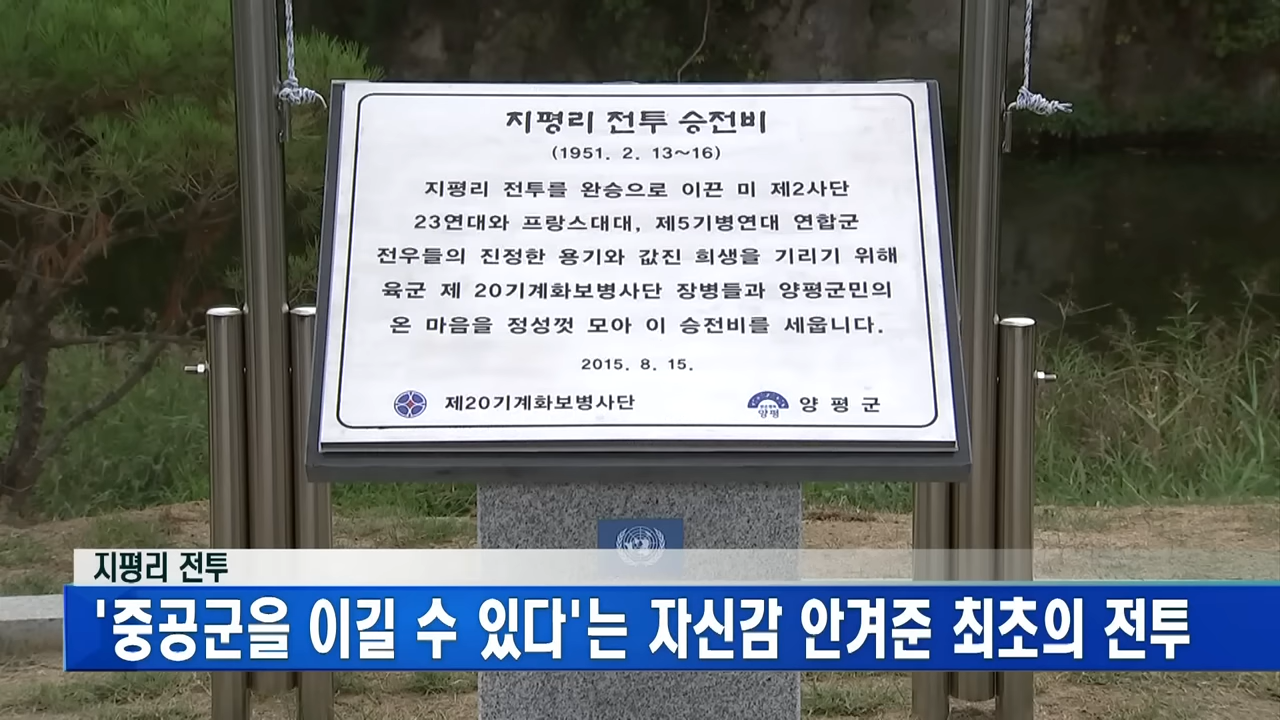 지평리 전투 승전비
(1951. 2. 13~16)
지평리 전투를 완승으로 이끈 미 제2사단
23연대와 프랑스대대, 제5기병연대 연합군
전우들의 진정한 용기와 값진 희생을 기리기 위해
육군 제 20기계화보병사단 장병들과 양평군민의
온 마음을 정성껏 모아 이 승전비를 세웁니다.
2015. 8. 15.
제20기계화보병사단
양평 양 평 군
지평리 전투
'중공군을 이길 수 있다'는 자신감 안겨준 최초의 전투